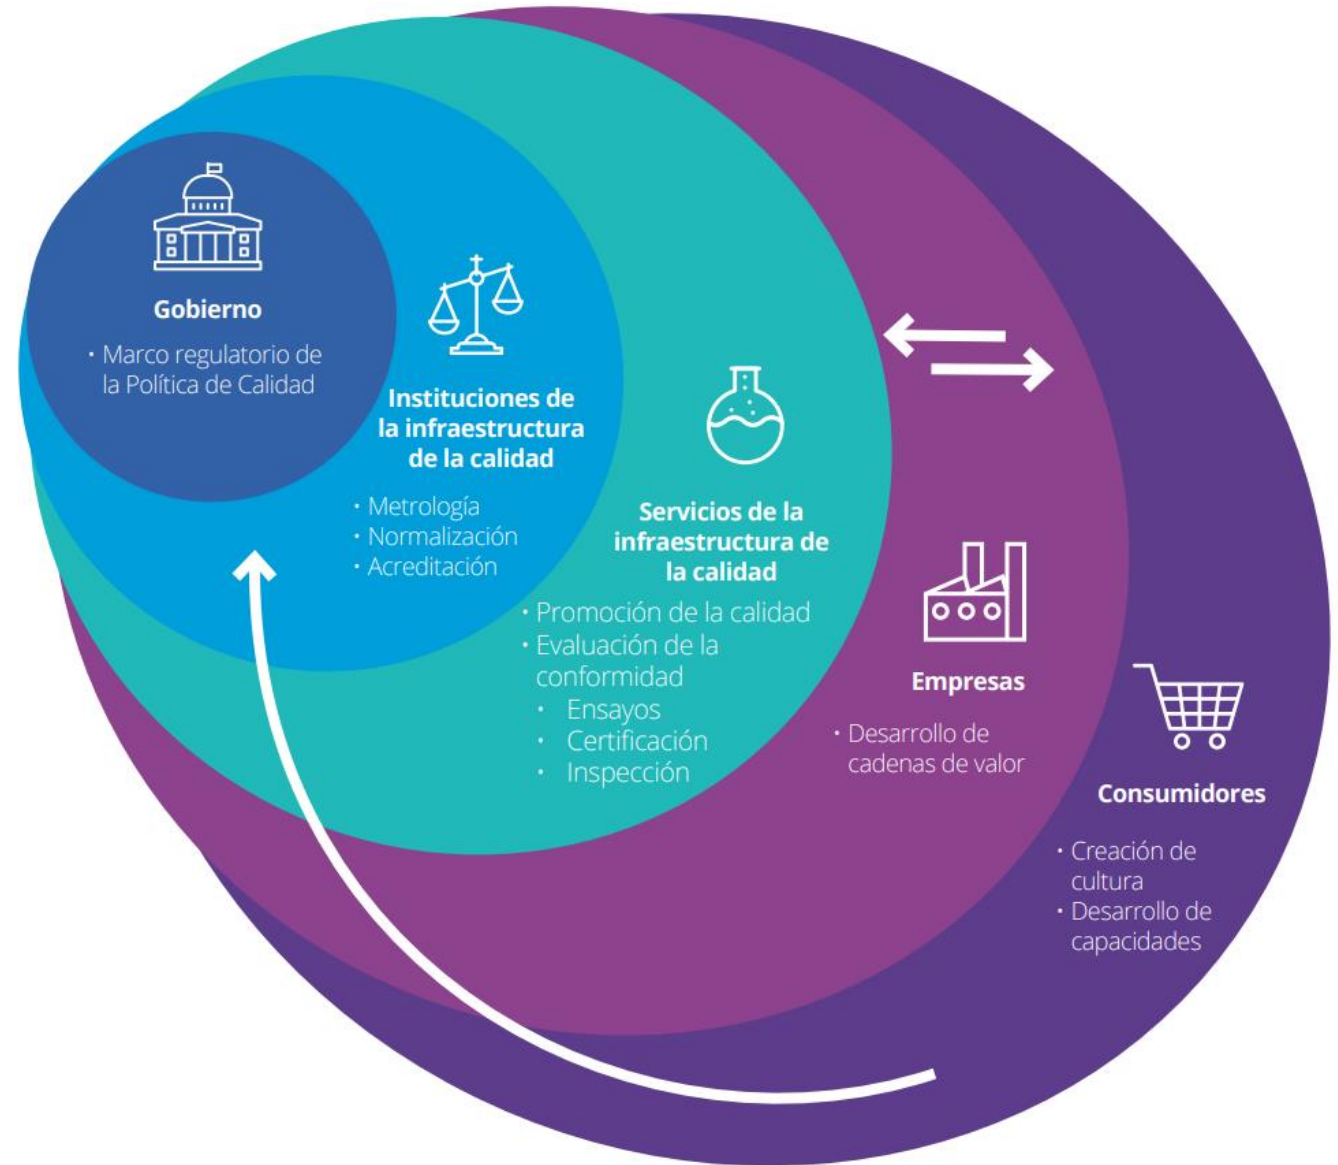 Gobierno
• Marco regulatorio de
la Política de Calidad
Instituciones de
la infraestructura
de la calidad
• Metrología
• Normalización
• Acreditación
Servicios de la
infraestructura de
la calidad
• Promoción de la calidad
• Evaluación de la
conformidad
• Ensayos
• Certificación
• Inspección
Empresas
• Desarrollo de
cadenas de valor
Consumidores
• Creación de
cultura
• Desarrollo de
capacidades